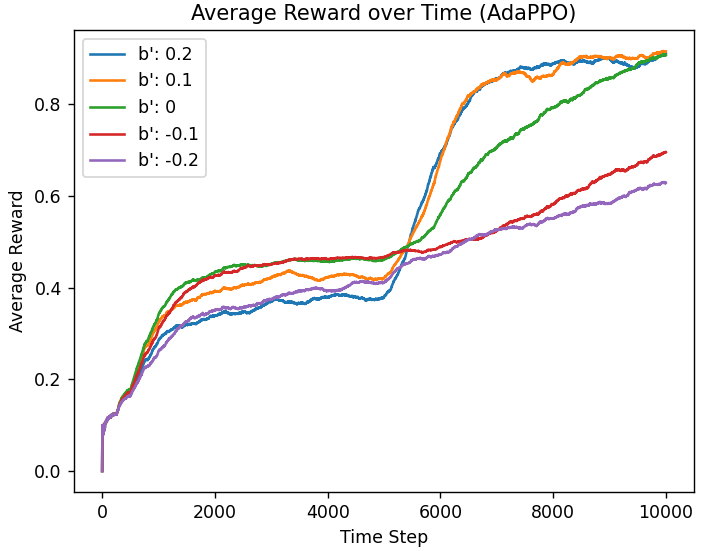 Average Reward over Time (AdaPPO)
b': 0.2
b': 0.1
b': 0
b': -0.1
b': -0.2
0.8
0.6
0.4
0.2
0.0
Average Reward
0 2000 4000 6000 8000 10000
Time Step